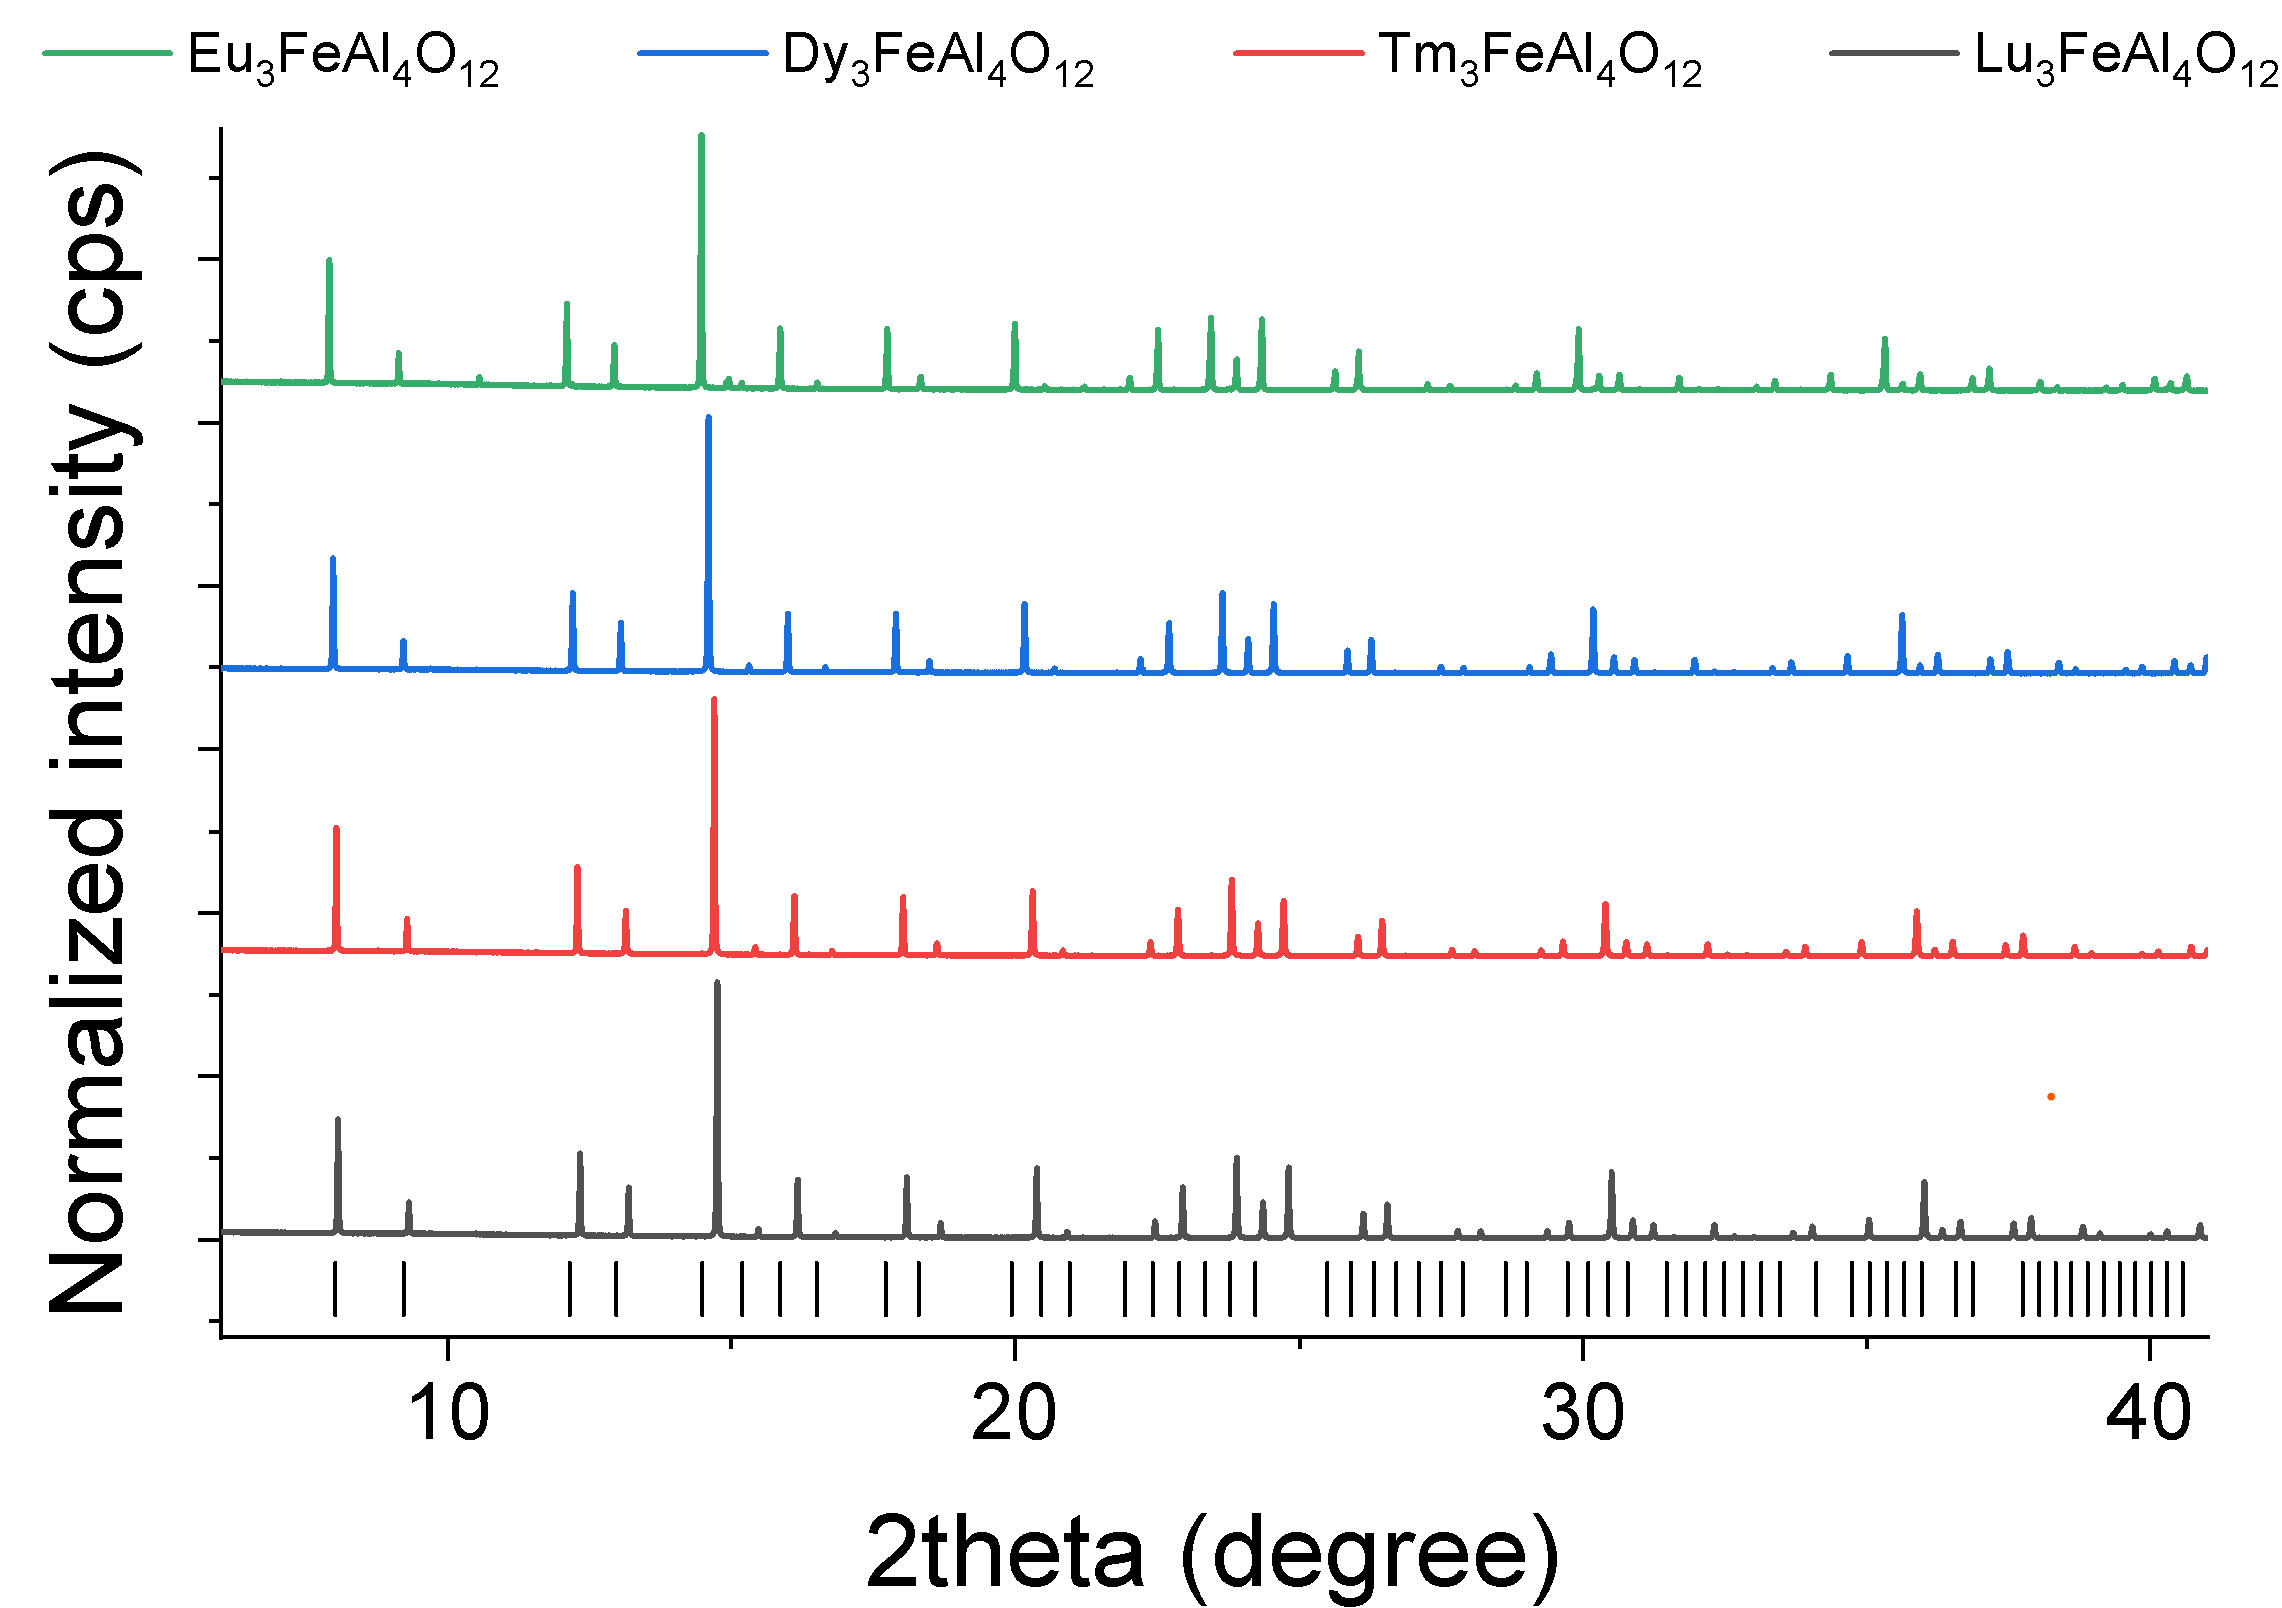 Eu₃FeAl₄O₁₂ Dy₃FeAl₄O₁₂ Tm₃FeAl₄O₁₂ Lu₃FeAl₄O₁₂
Normalized intensity (cps)
10 20 30 40
2theta (degree)